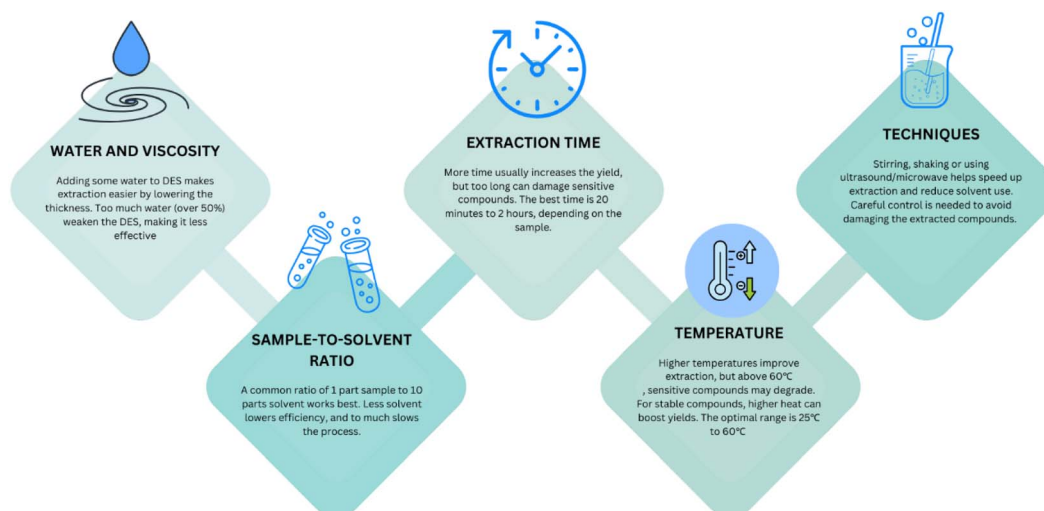 WATER AND VISCOSITY
Adding some water to DES makes
extraction easier by lowering the
thickness. Too much water (over 50%)
weaken the DES, making it less
effective
SAMPLE-TO-SOLVENT
RATIO
A common ratio of 1 part sample to 10
parts solvent works best. Less solvent
lowers efficiency, and to much slows
the process.
EXTRACTION TIME
More time usually increases the yield,
but too long can damage sensitive
compounds. The best time is 20
minutes to 2 hours, depending on the
sample.
TEMPERATURE
Higher temperatures improve
extraction, but above 60℃
, sensitive compounds may degrade.
For stable compounds, higher heat can
boost yields. The optimal range is 25℃
to 60℃
TECHNIQUES
Stirring, shaking or using
ultrasound/microwave helps speed up
extraction and reduce solvent use.
Careful control is needed to avoid
damaging the extracted compounds.